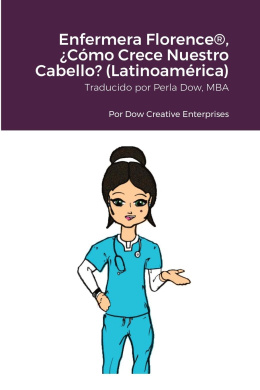 Enfermera Florence®,
¿Cómo Crece Nuestro
Cabello? (Latinoamérica)
Traducido por Perla Dow, MBA
Por Dow Creative Enterprises